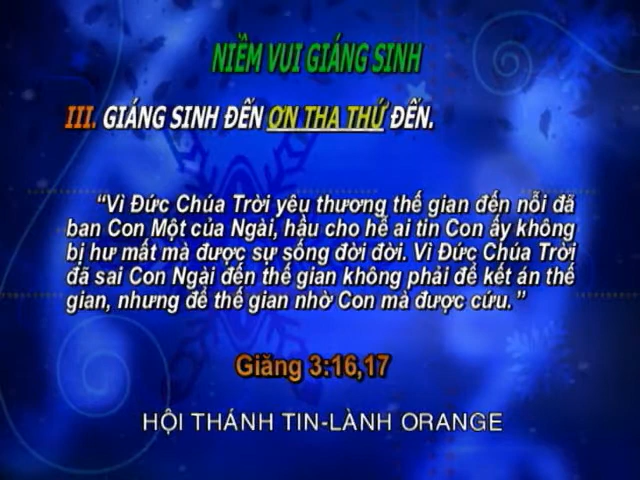 NIỀM VUI GIÁNG SINH
III. GIÁNG SINH ĐẾN ƠN THA THỨ ĐẾN.
“Vì Đức Chúa Trời yêu thương thế gian đến nỗi đã
ban Con Một của Ngài, hầu cho hễ ai tin Con ấy không
bị hư mất mà được sự sống đời đời. Vì Đức Chúa Trời
đã sai Con Ngài đến thế gian không phải để kết án thế
gian, nhưng để thế gian nhờ Con mà được cứu.”
Giăng 3:16,17
HỘI THÁNH TIN-LÀNH ORANGE